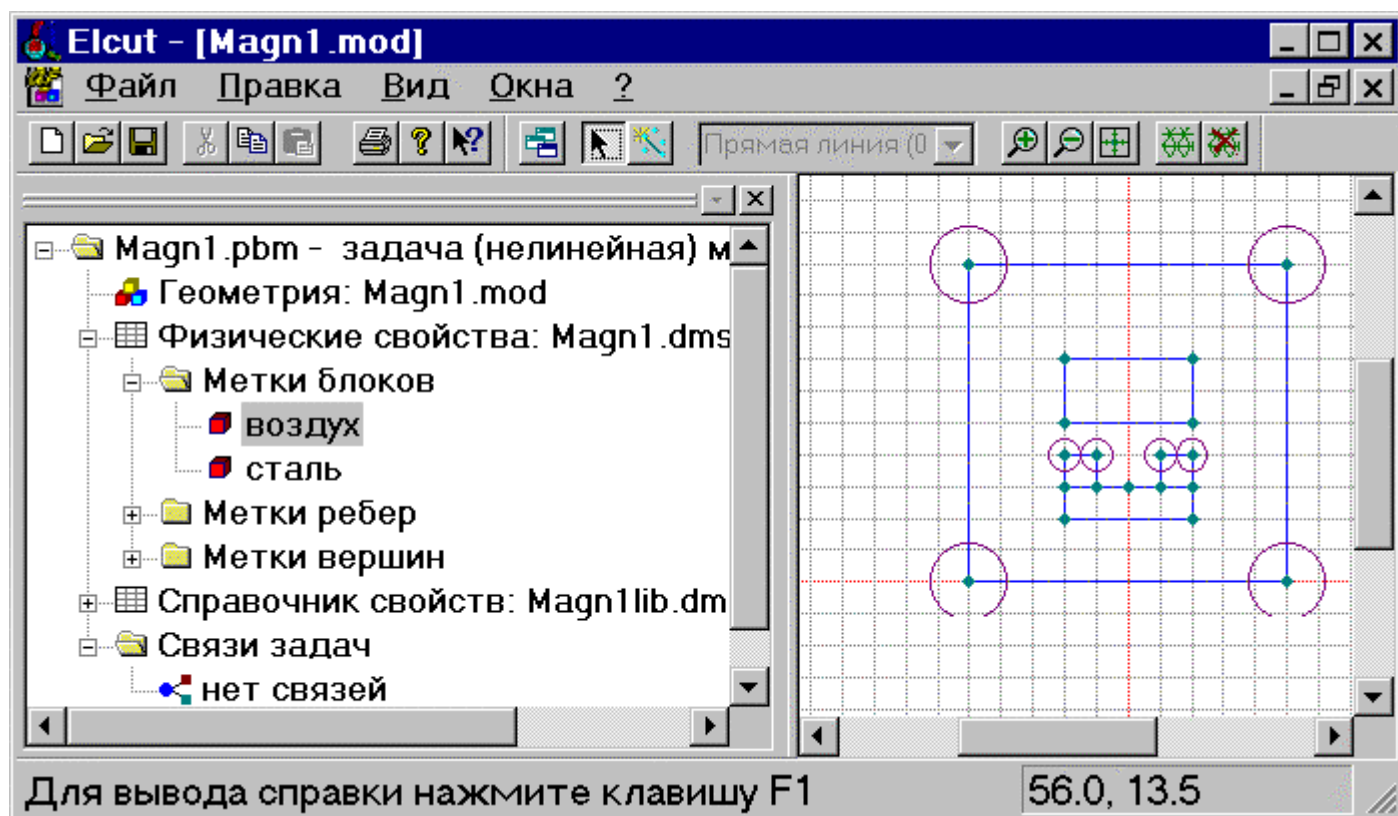 Elcut - [Magn1.mod]
Файл Правка Вид Окна ?
Прямая линия (0
Magn1.pbm - задача (нелинейная) м
Геометрия: Magn1.mod
Физические свойства: Magn1.dms
Метки блоков
воздух
сталь
Метки ребер
Метки вершин
Справочник свойств: Magn1lib.dm
Связи задач
нет связей
Для вывода справки нажмите клавишу F1
56.0, 13.5